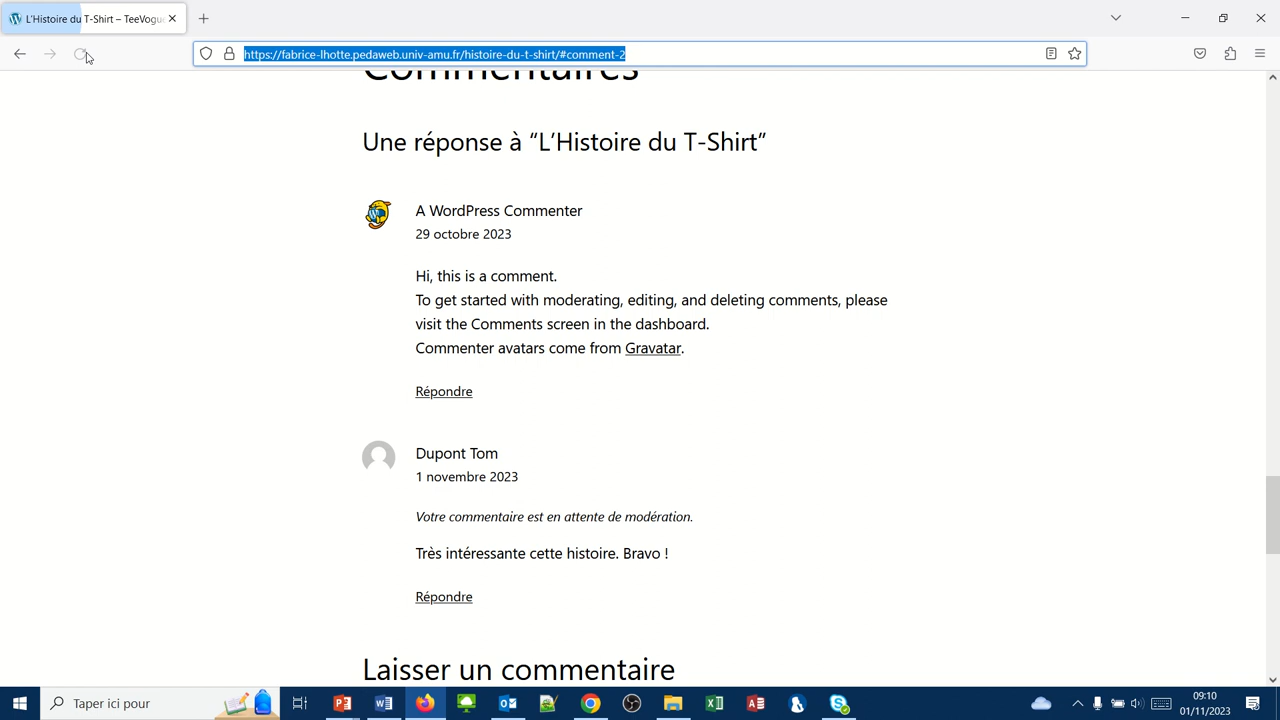 L'Histoire du T-Shirt – TeeVogue
https://fabrice-lhotte.pedaweb.univ-amu.fr/histoire-du-t-shirt/#comment-2
Commentaires
Une réponse à “L’Histoire du T-Shirt”
A WordPress Commenter
29 octobre 2023
Hi, this is a comment.
To get started with moderating, editing, and deleting comments, please
visit the Comments screen in the dashboard.
Commenter avatars come from Gravatar.
Répondre
Dupont Tom
1 novembre 2023
Votre commentaire est en attente de modération.
Très intéressante cette histoire. Bravo !
Répondre
Laisser un commentaire
Taper ici pour
09:10
01/11/2023